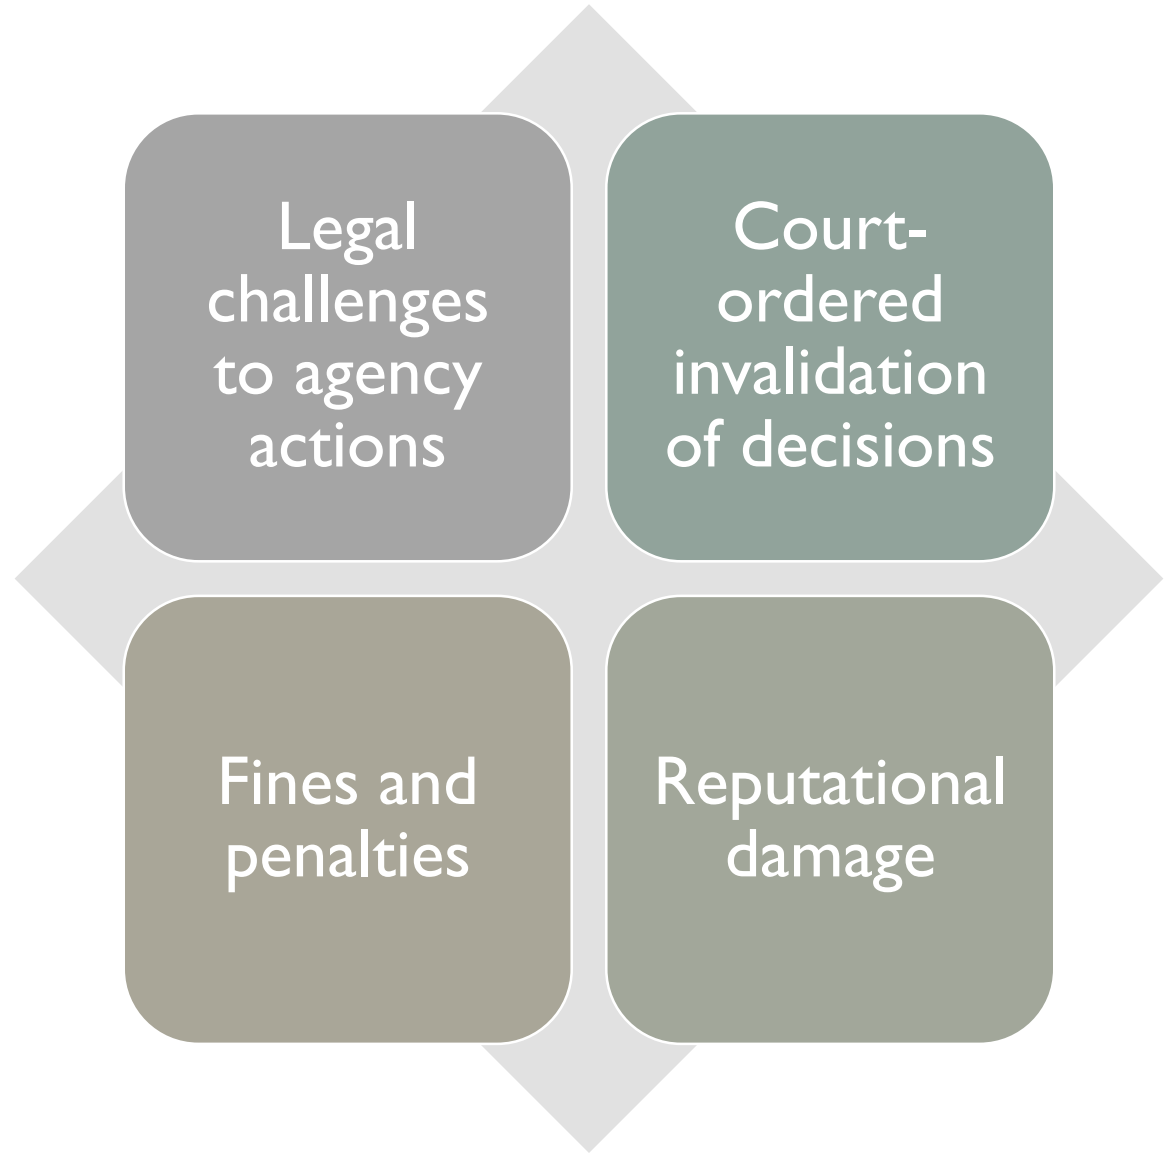 Legal
challenges
to agency
actions
Court-
ordered
invalidation
of decisions
Fines and
penalties
Reputational
damage